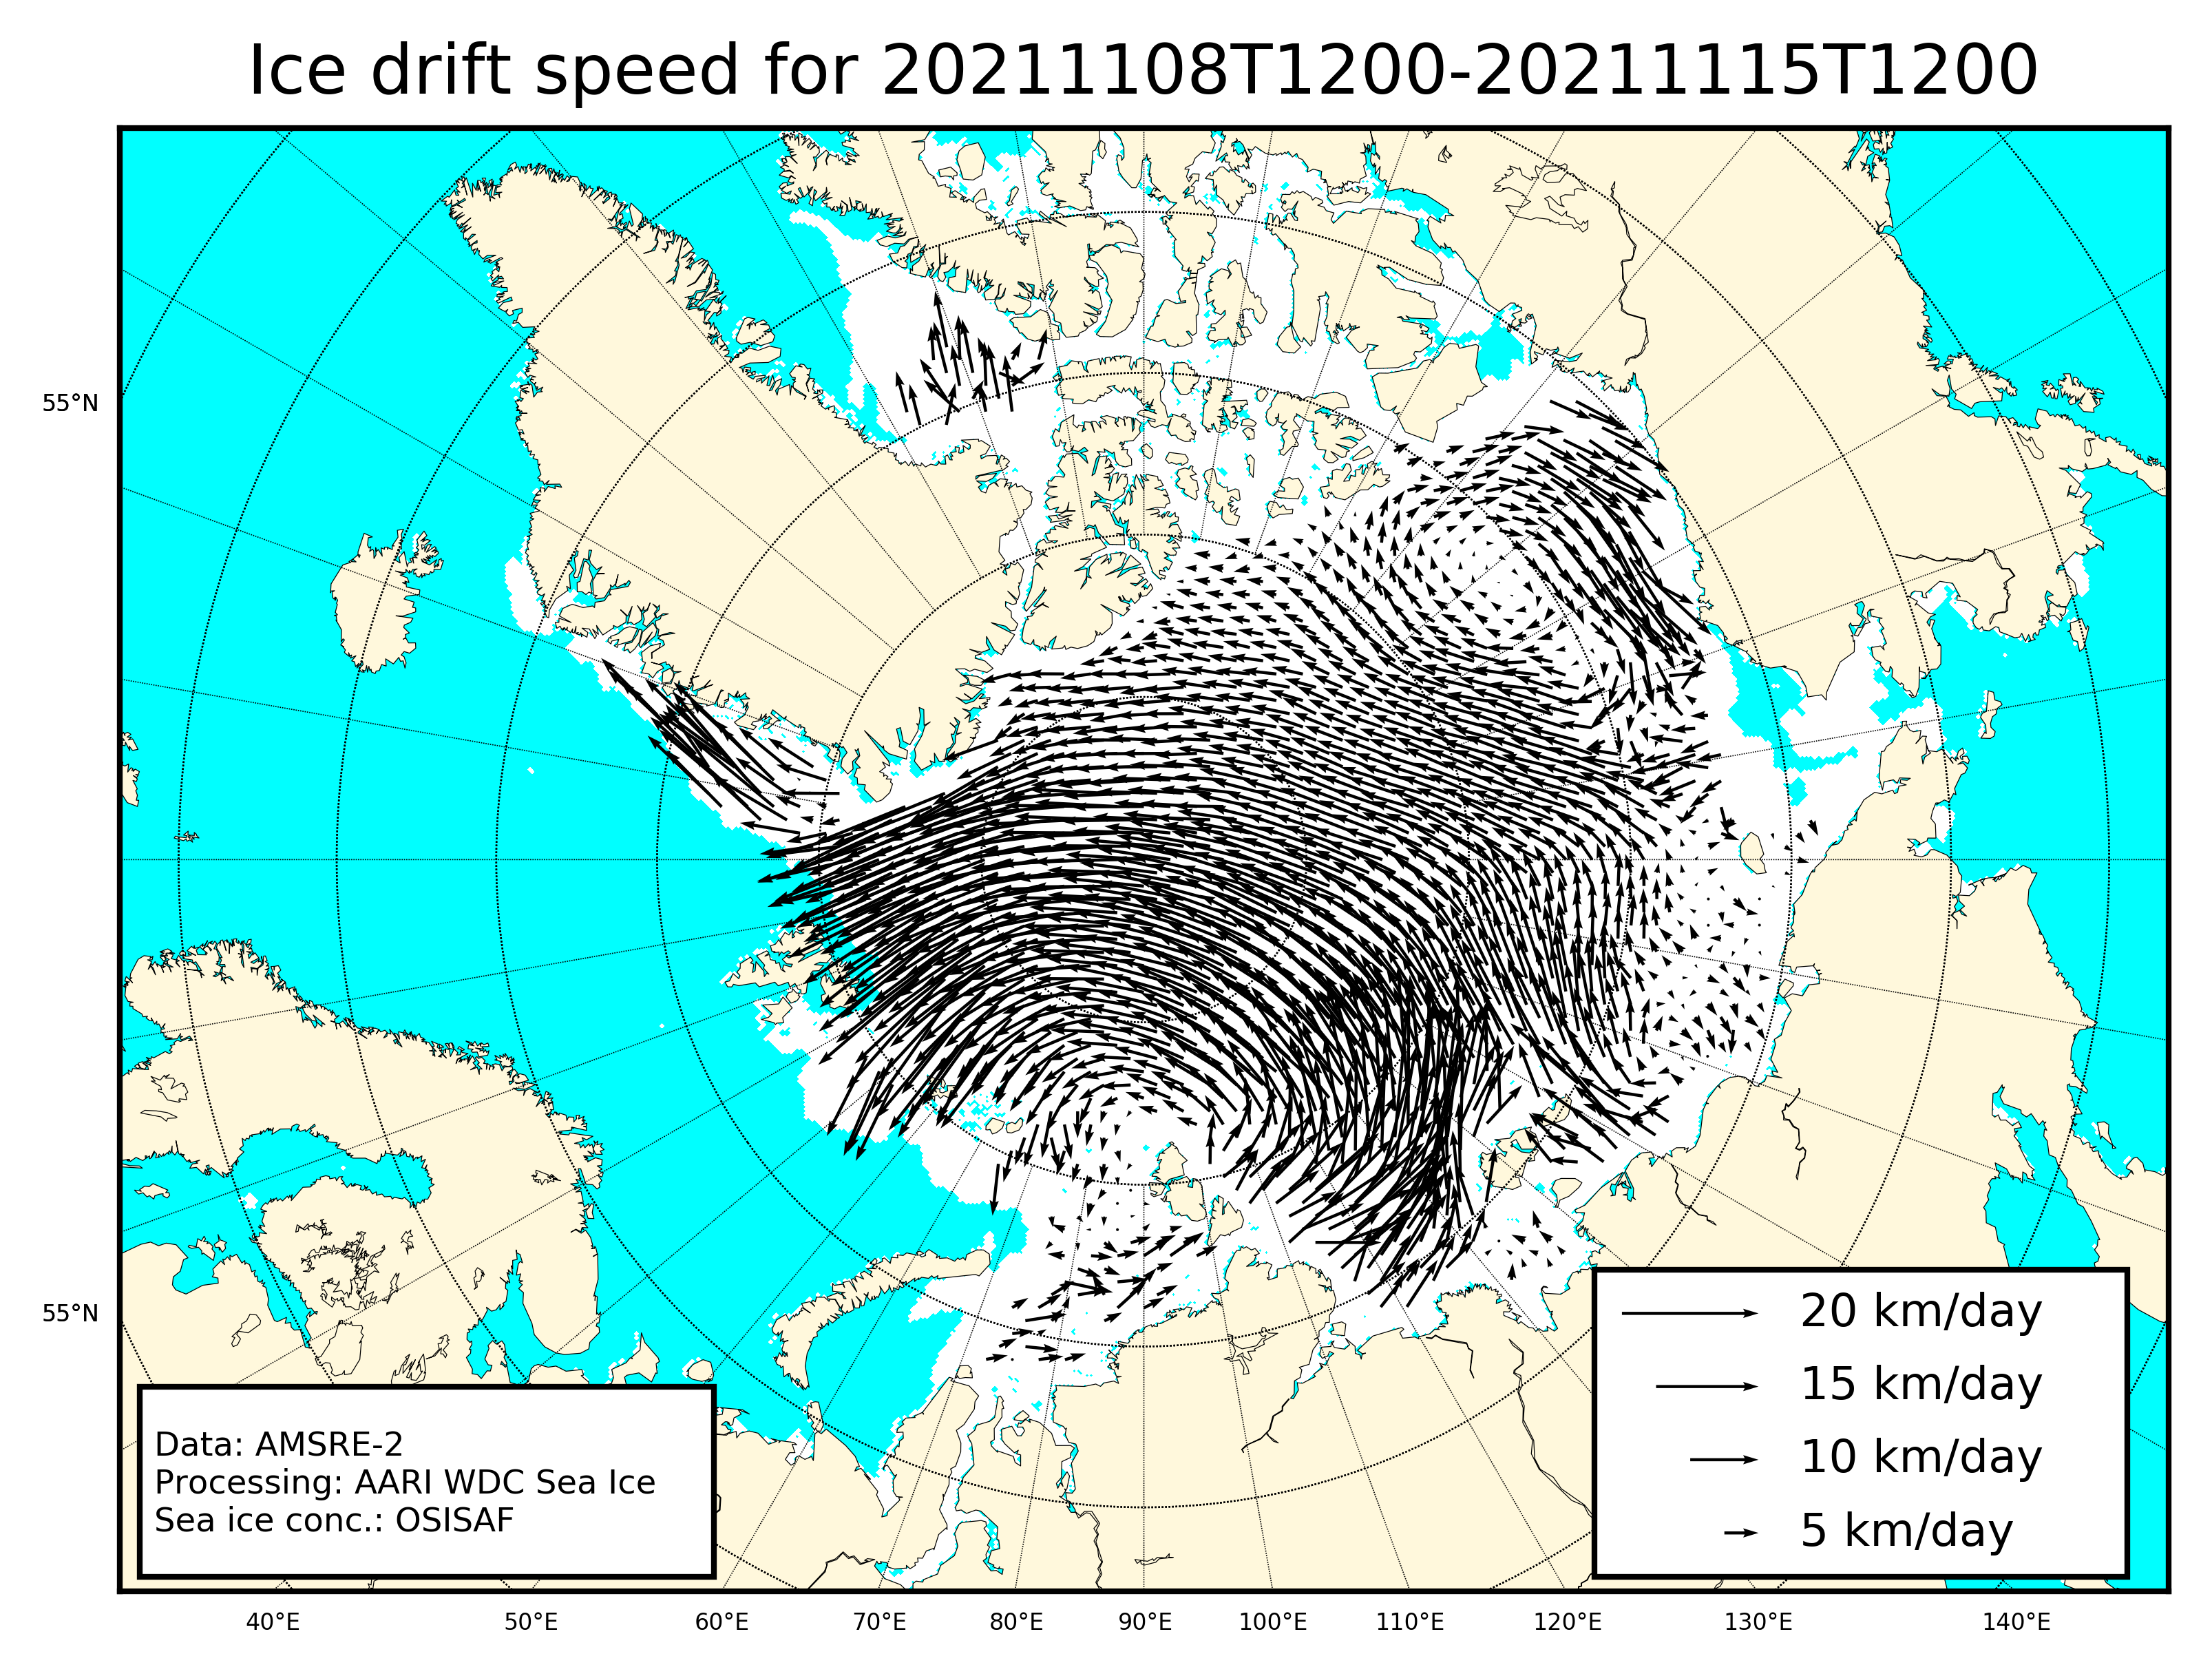 Ice drift speed for 20211108T1200-20211115T1200
55°N
55°N
20 km/day
15 km/day
10 km/day
5 km/day
Data: AMSRE-2
Processing: AARI WDC Sea Ice
Sea ice conc.: OSISAF
40°E 50°E 60°E 70°E 80°E 90°E 100°E 110°E 120°E 130°E 140°E